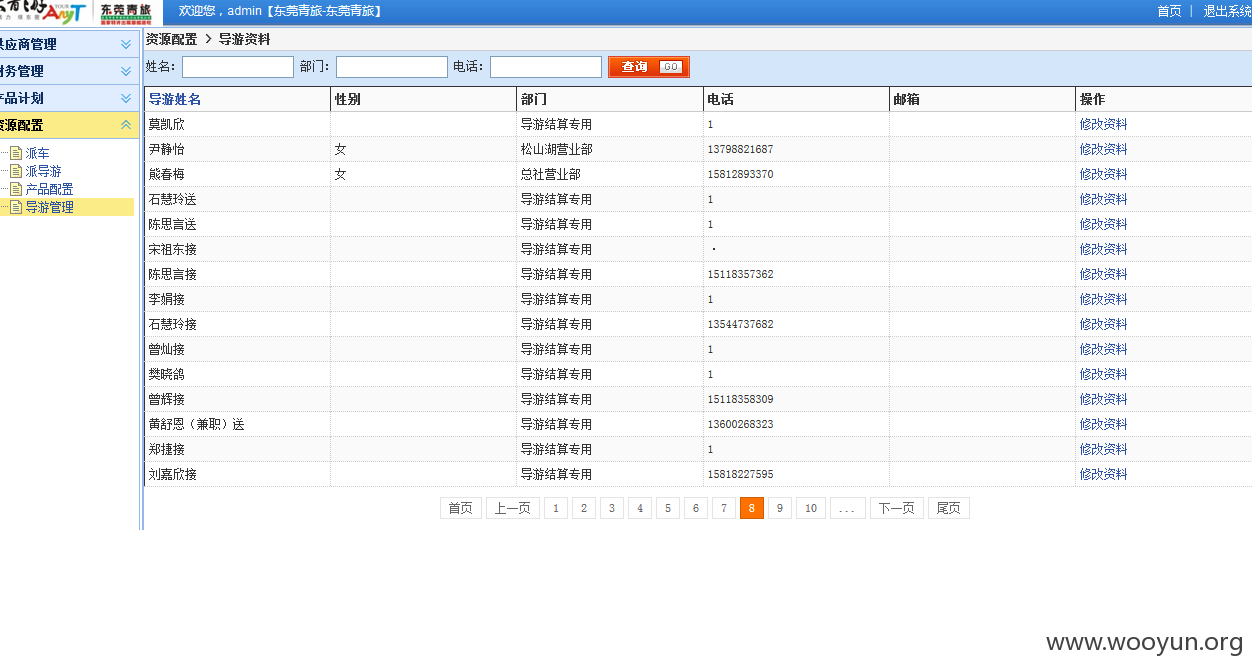 东莞青旅
欢迎您，admin【东莞青旅-东莞青旅】
首页 | 退出系统
供应商管理
财务管理
产品计划
资源配置
派车
派导游
产品配置
导游管理
资源配置 > 导游资料
姓名： 部门： 电话： 查询 GO
导游姓名 性别 部门 电话 邮箱 操作
莫凯欣 导游结算专用 1 修改资料
尹静怡 女 松山湖营业部 13798821687 修改资料
熊春梅 女 总社营业部 15812893370 修改资料
石慧玲送 导游结算专用 1 修改资料
陈思言送 导游结算专用 1 修改资料
宋祖东接 导游结算专用 · 修改资料
陈思言接 导游结算专用 15118357362 修改资料
李娟接 导游结算专用 1 修改资料
石慧玲接 导游结算专用 13544737682 修改资料
曾灿接 导游结算专用 1 修改资料
樊晓鸽 导游结算专用 1 修改资料
曾辉接 导游结算专用 15118358309 修改资料
黄舒恩（兼职）送 导游结算专用 13600268323 修改资料
郑捷接 导游结算专用 1 修改资料
刘嘉欣接 导游结算专用 15818227595 修改资料
首页 上一页 1 2 3 4 5 6 7 8 9 10 ... 下一页 尾页
www.wooyun.org